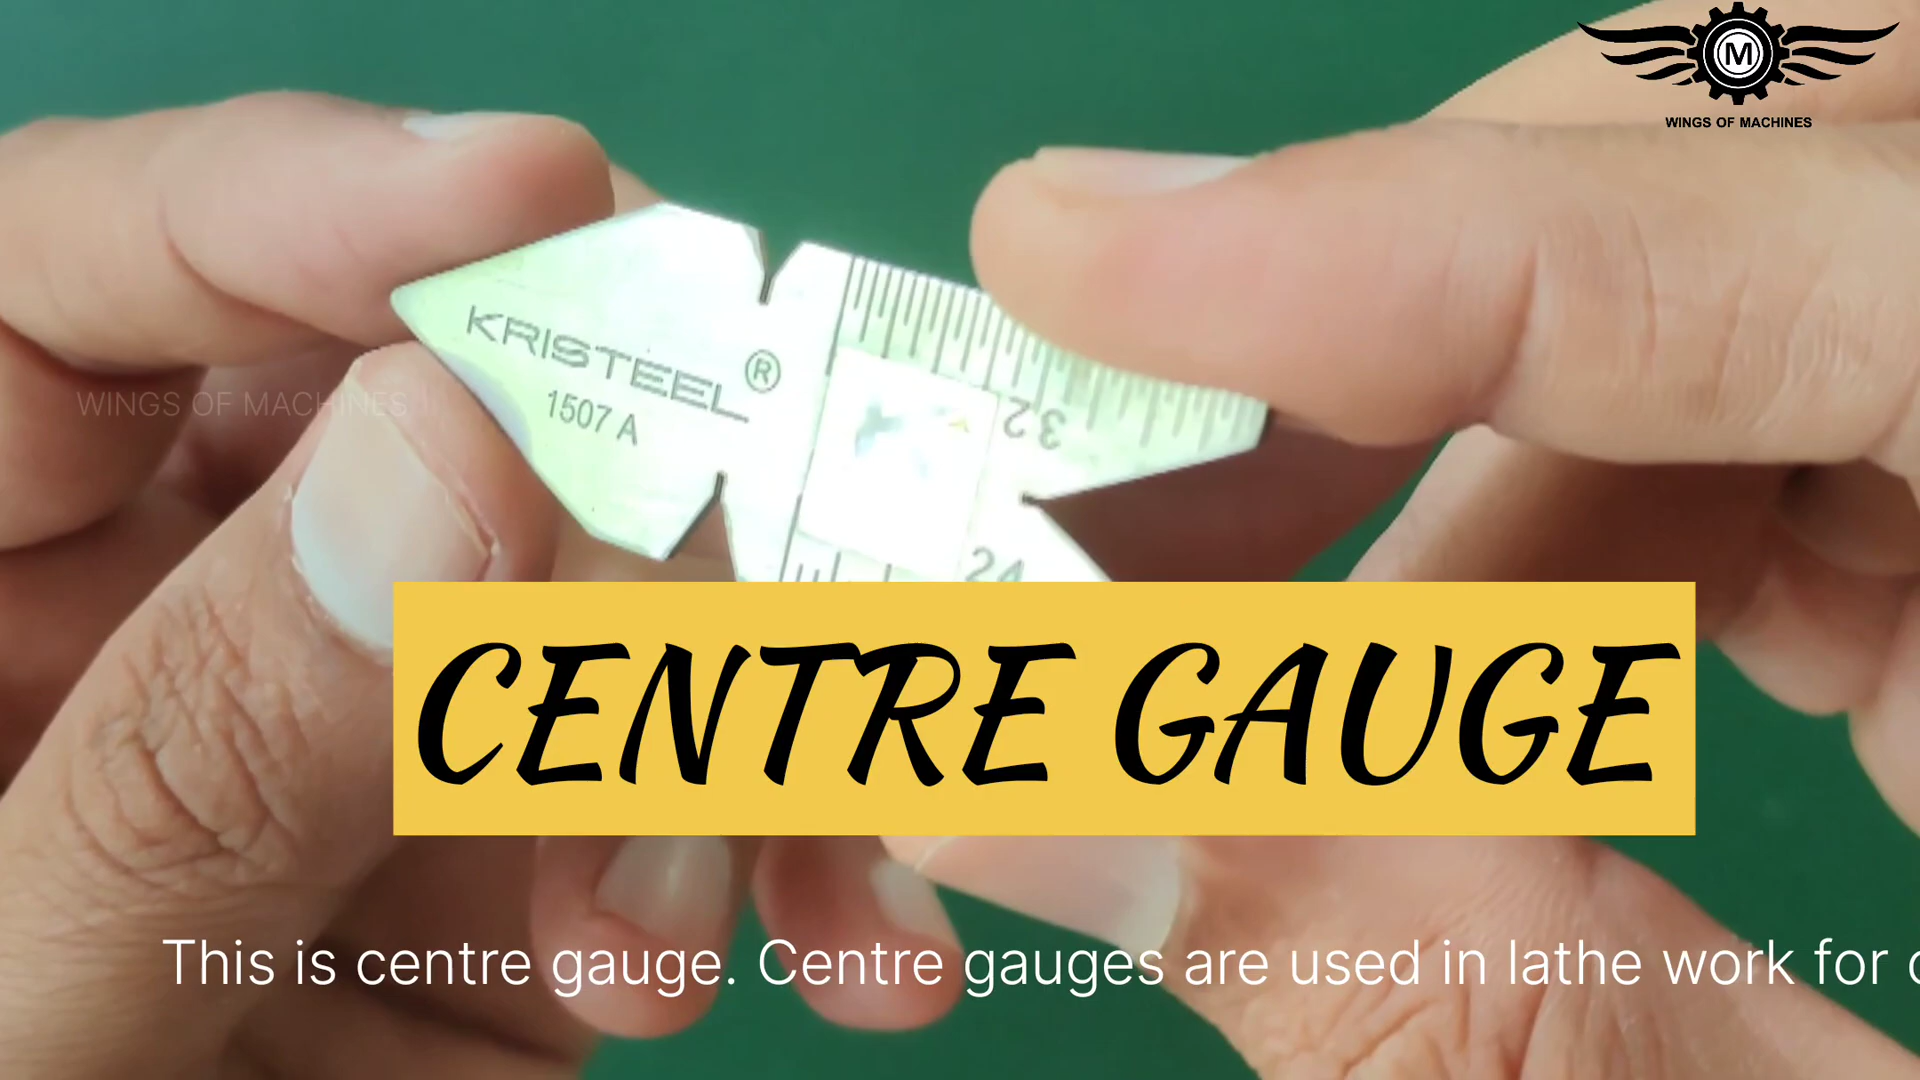 M
WINGS OF MACHINES
KRISTEEL®
1507 A
WINGS OF MACHINES
32
24
CENTRE GAUGE
This is centre gauge. Centre gauges are used in lathe work for